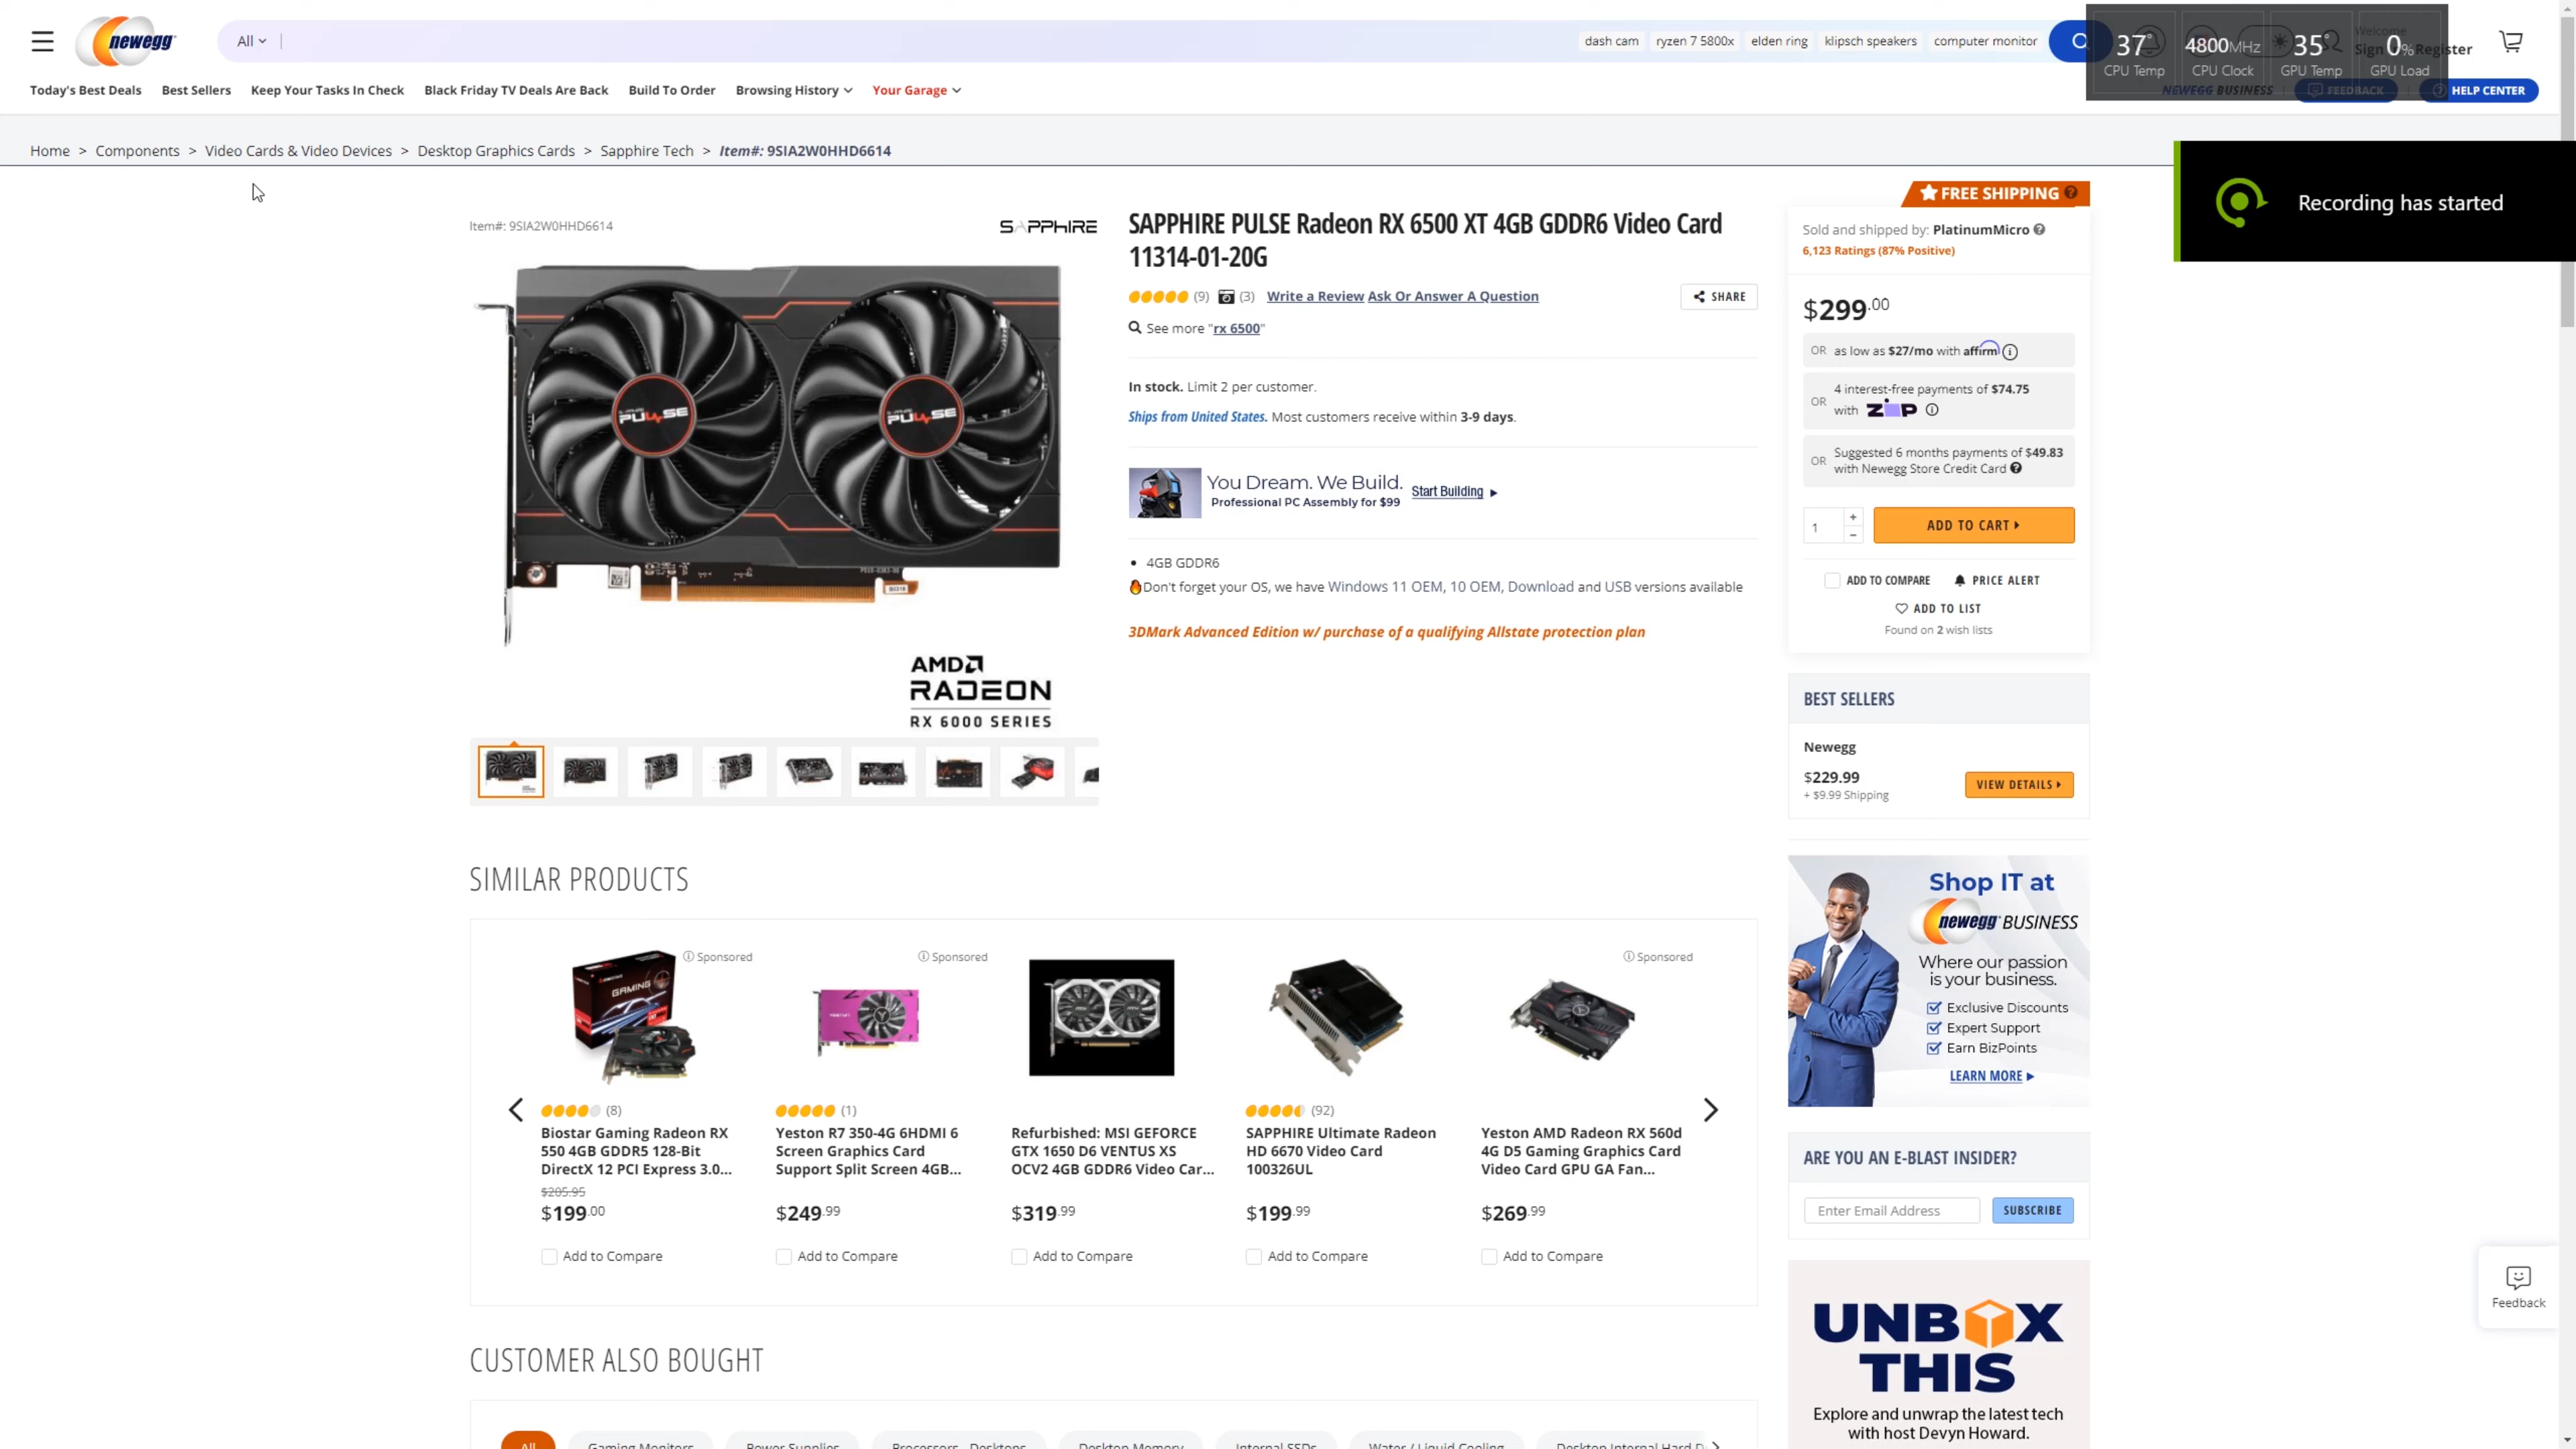 newegg
All
dash cam
ryzen 7 5800x
elden ring
klipsch speakers
computer monitor
Welcome
Sign
Register
37°
CPU Temp
4800MHz
CPU Clock
35°
GPU Temp
0%
GPU Load
Today's Best Deals
Best Sellers
Keep Your Tasks In Check
Black Friday TV Deals Are Back
Build To Order
Browsing History
Your Garage
NEWEGG BUSINESS
FEEDBACK
HELP CENTER
Home > Components > Video Cards & Video Devices > Desktop Graphics Cards > Sapphire Tech > Item#: 9SIA2W0HHD6614
Recording has started
Item#: 9SIA2W0HHD6614
SAPPHIRE
PULSE
PULSE
AMD
RADEON
RX 6000 SERIES
SAPPHIRE PULSE Radeon RX 6500 XT 4GB GDDR6 Video Card
11314-01-20G
(9) (3) Write a Review Ask Or Answer A Question
SHARE
See more "rx 6500"
In stock. Limit 2 per customer.
Ships from United States. Most customers receive within 3-9 days.
You Dream. We Build.
Professional PC Assembly for $99
Start Building
• 4GB GDDR6
Don't forget your OS, we have Windows 11 OEM, 10 OEM, Download and USB versions available
3DMark Advanced Edition w/ purchase of a qualifying Allstate protection plan
FREE SHIPPING
Sold and shipped by: PlatinumMicro
6,123 Ratings (87% Positive)
$299.00
OR as low as $27/mo with affirm
OR 4 interest-free payments of $74.75
with ZIP
OR Suggested 6 months payments of $49.83
with Newegg Store Credit Card
1
+
−
ADD TO CART
ADD TO COMPARE
PRICE ALERT
ADD TO LIST
Found on 2 wish lists
BEST SELLERS
Newegg
$229.99
+ $9.99 Shipping
VIEW DETAILS
Shop IT at
newegg BUSINESS
Where our passion
is your business.
Exclusive Discounts
Expert Support
Earn BizPoints
LEARN MORE
ARE YOU AN E-BLAST INSIDER?
Enter Email Address
SUBSCRIBE
UNBOX
THIS
Explore and unwrap the latest tech
with host Devyn Howard.
Feedback
SIMILAR PRODUCTS
Sponsored
GAMING
(8)
Biostar Gaming Radeon RX
550 4GB GDDR5 128-Bit
DirectX 12 PCI Express 3.0...
$205.95
$199.00
Add to Compare
Sponsored
(1)
Yeston R7 350-4G 6HDMI 6
Screen Graphics Card
Support Split Screen 4GB...
$249.99
Add to Compare
Refurbished: MSI GEFORCE
GTX 1650 D6 VENTUS XS
OCV2 4GB GDDR6 Video Car...
$319.99
Add to Compare
(92)
SAPPHIRE Ultimate Radeon
HD 6670 Video Card
100326UL
$199.99
Add to Compare
Sponsored
Yeston AMD Radeon RX 560d
4G D5 Gaming Graphics Card
Video Card GPU GA Fan...
$269.99
Add to Compare
CUSTOMER ALSO BOUGHT
All
Gaming Monitors
Power Supplies
Processors - Desktops
Desktop Memory
Internal SSDs
Water / Liquid Cooling
Desktop Internal Hard D